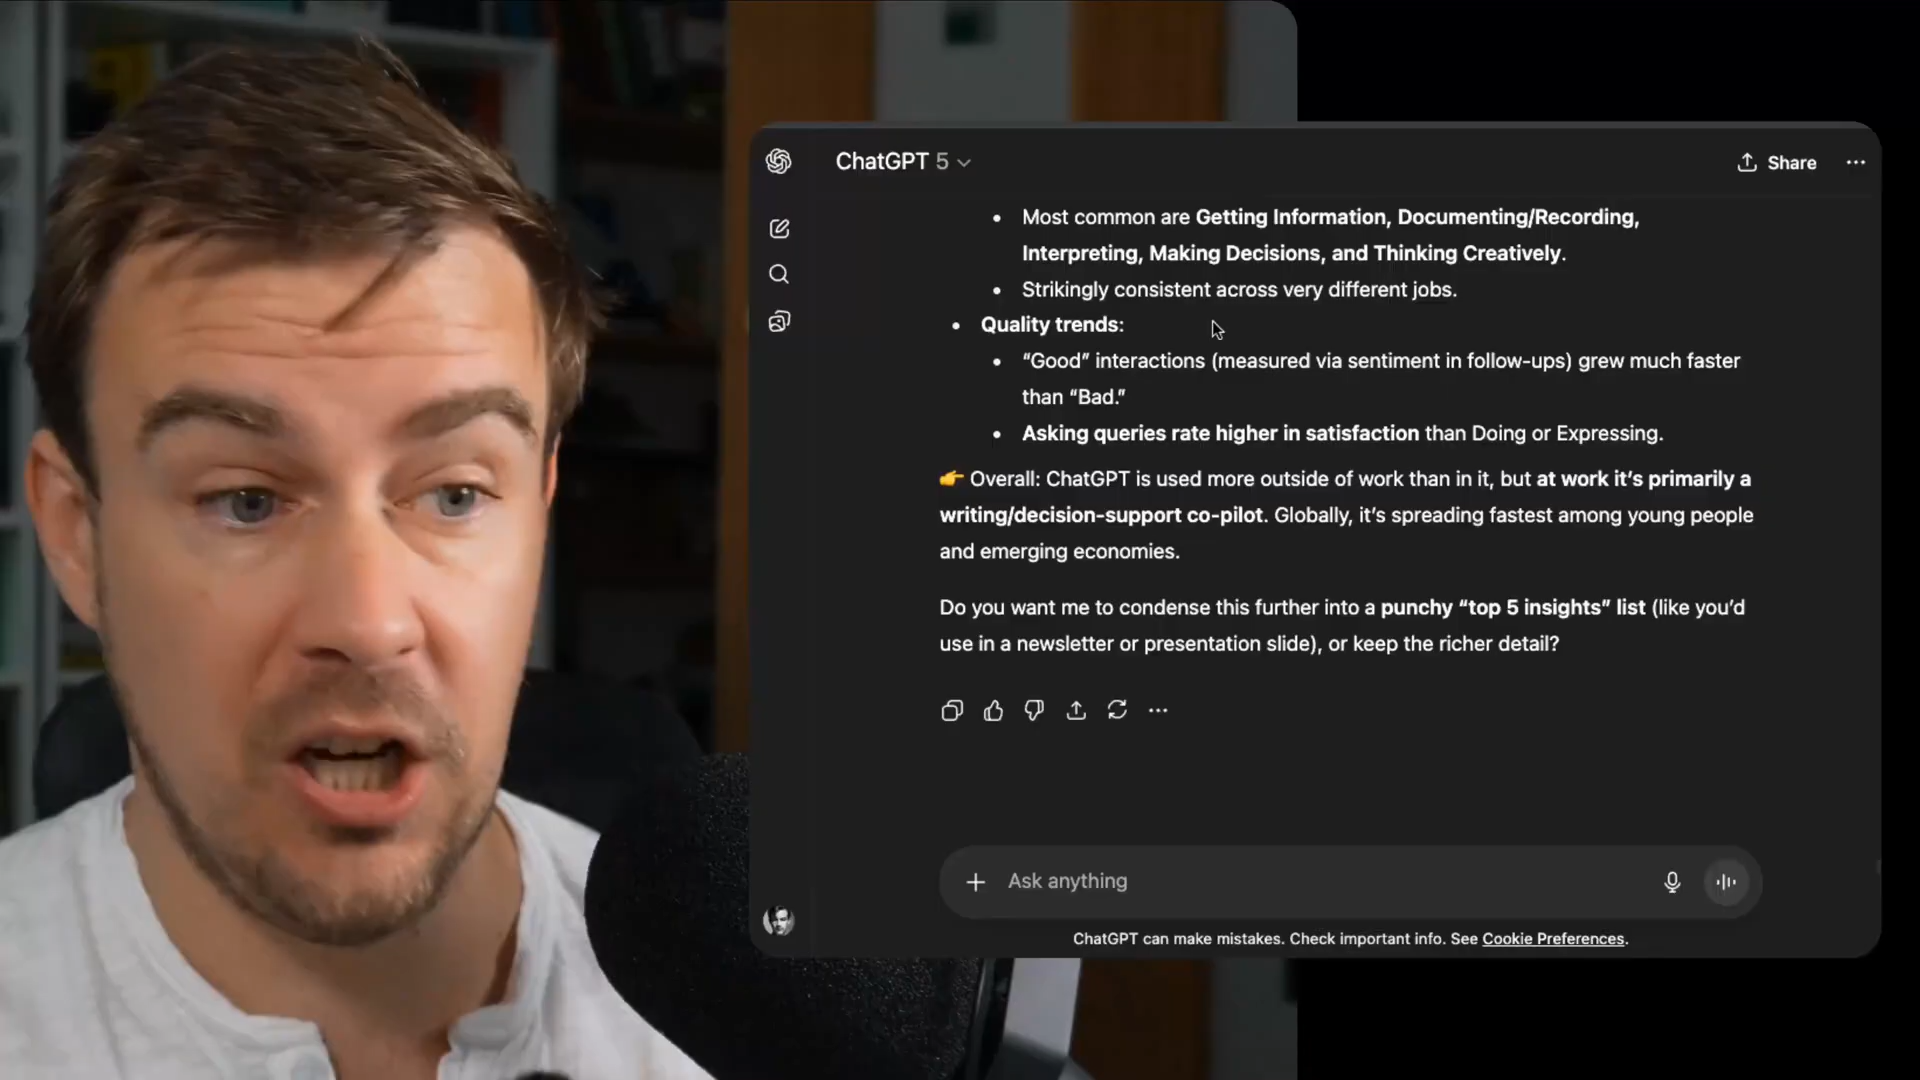 ChatGPT 5
Share
Most common are Getting Information, Documenting/Recording,
Interpreting, Making Decisions, and Thinking Creatively.
Strikingly consistent across very different jobs.
Quality trends:
“Good” interactions (measured via sentiment in follow-ups) grew much faster
than “Bad.”
Asking queries rate higher in satisfaction than Doing or Expressing.
👉 Overall: ChatGPT is used more outside of work than in it, but at work it’s primarily a
writing/decision-support co-pilot. Globally, it’s spreading fastest among young people
and emerging economies.
Do you want me to condense this further into a punchy “top 5 insights” list (like you’d
use in a newsletter or presentation slide), or keep the richer detail?
Ask anything
ChatGPT can make mistakes. Check important info. See Cookie Preferences.